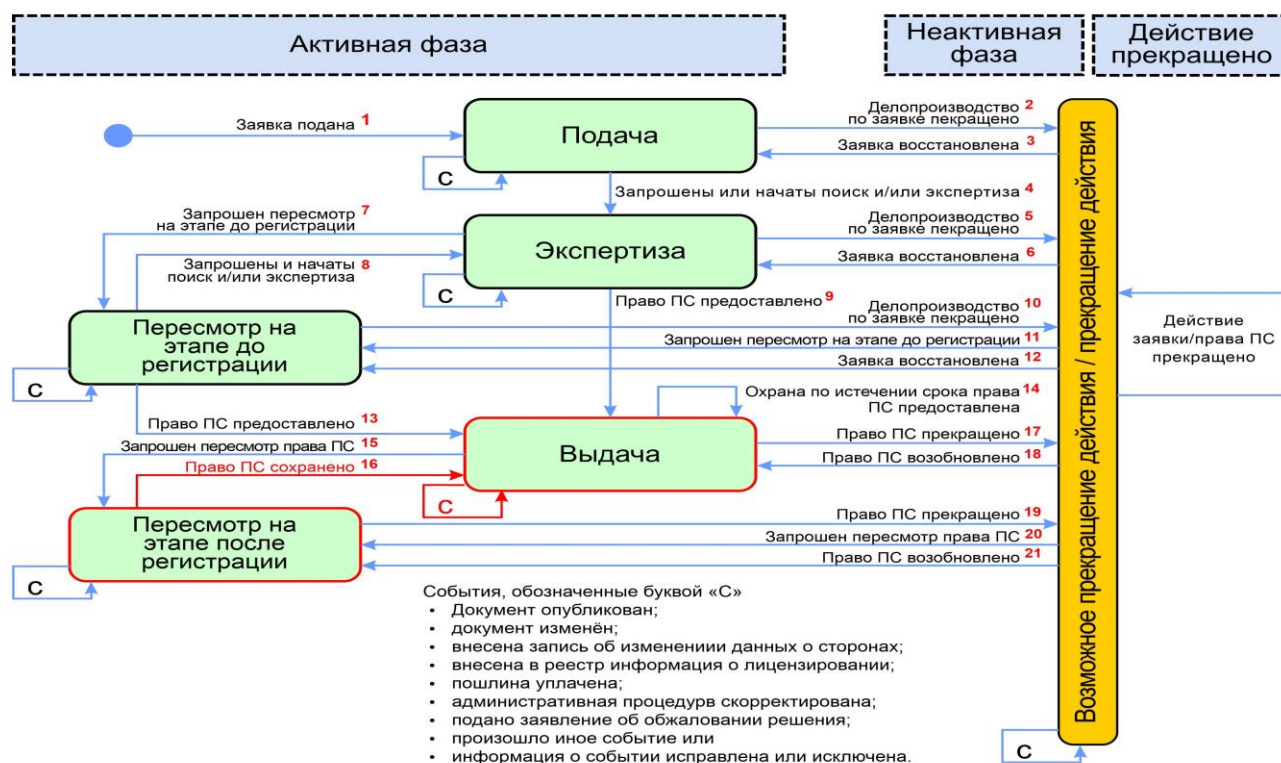 Активная фаза
Неактивная
фаза
Действие
прекращено
Заявка подана 1
Подача
Делопроизводство 2
по заявке пекращено
Заявка восстановлена 3
С
Запрошены или начаты поиск и/или экспертиза 4
Запрошен пересмотр 7
на этапе до регистрации
Экспертиза
Делопроизводство 5
по заявке пекращено
Запрошены и начаты 8
поиск и/или экспертиза
Заявка восстановлена 6
С
Право ПС предоставлено 9
Пересмотр на
этапе до
регистрации
Делопроизводство 10
по заявке пекращено
Запрошен пересмотр на этапе до регистрации 11
Заявка восстановлена 12
С
Действие
заявки/права ПС
прекращено
Возможное прекращение действия / прекращение действия
Охрана по истечении срока права 14
ПС предоставлена
Право ПС предоставлено 13
Запрошен пересмотр права ПС 15
Право ПС сохранено 16
Выдача
Право ПС прекращено 17
Право ПС возобновлено 18
С
Пересмотр на
этапе после
регистрации
Право ПС прекращено 19
Запрошен пересмотр права ПС 20
Право ПС возобновлено 21
С
События, обозначенные буквой «С»
• Документ опубликован;
• документ изменён;
• внесена запись об изменениии данных о сторонах;
• внесена в реестр информация о лицензировании;
• пошлина уплачена;
• административная процедурв скорректирована;
• подано заявление об обжаловании решения;
• произошло иное событие или
• информация о событии исправлена или исключена.
С